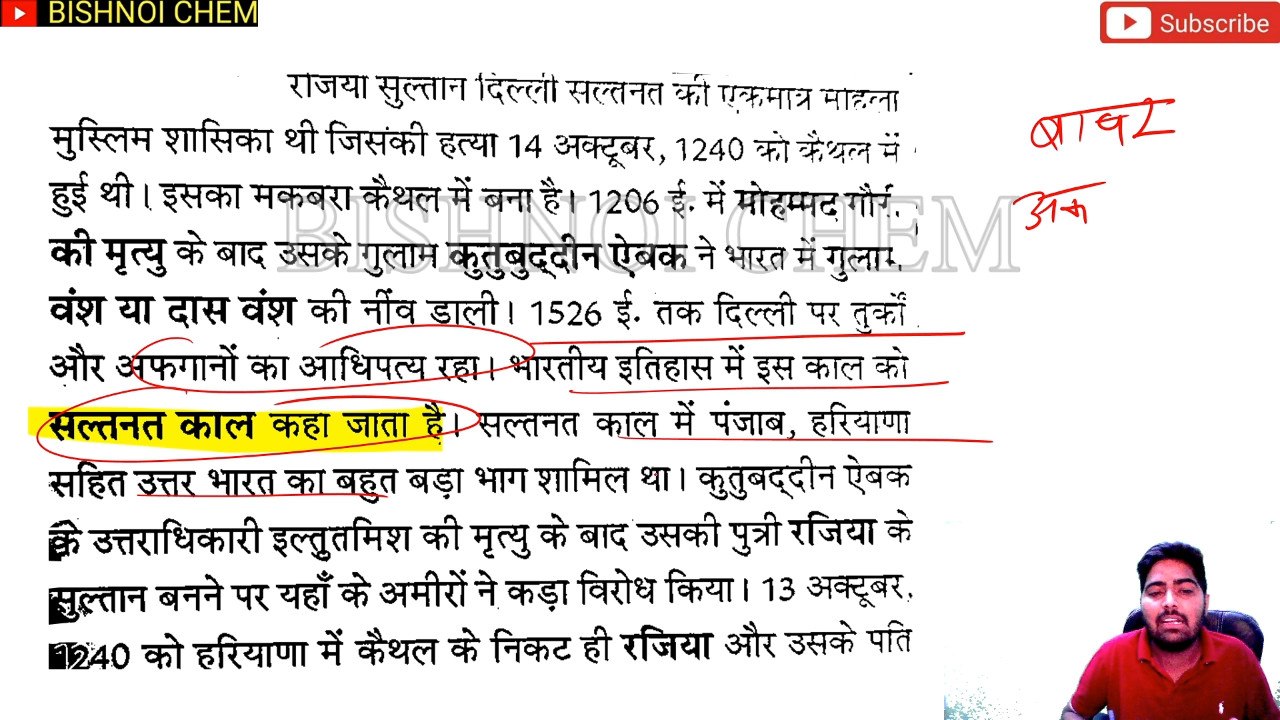 BISHNOI CHEM
Subscribe
रजिया सुल्तान दिल्ली सल्तनत की एकमात्र महिला
मुस्लिम शासिका थी जिसकी हत्या 14 अक्टूबर, 1240 को कैथल में
हुई थी। इसका मकबरा कैथल में बना है। 1206 ई. में मोहम्मद गौरी
की मृत्यु के बाद उसके गुलाम कुतुबुद्दीन ऐबक ने भारत में गुलाम
वंश या दास वंश की नींव डाली। 1526 ई. तक दिल्ली पर तुर्कों
और अफगानों का आधिपत्य रहा। भारतीय इतिहास में इस काल को
सल्तनत काल कहा जाता है। सल्तनत काल में पंजाब, हरियाणा
सहित उत्तर भारत का बहुत बड़ा भाग शामिल था। कुतुबद्दीन ऐबक
के उत्तराधिकारी इल्तुतमिश की मृत्यु के बाद उसकी पुत्री रजिया के
सुल्तान बनने पर यहाँ के अमीरों ने कड़ा विरोध किया। 13 अक्टूबर,
1240 को हरियाणा में कैथल के निकट ही रजिया और उसके पति
BISHNOI CHEM
बाबर